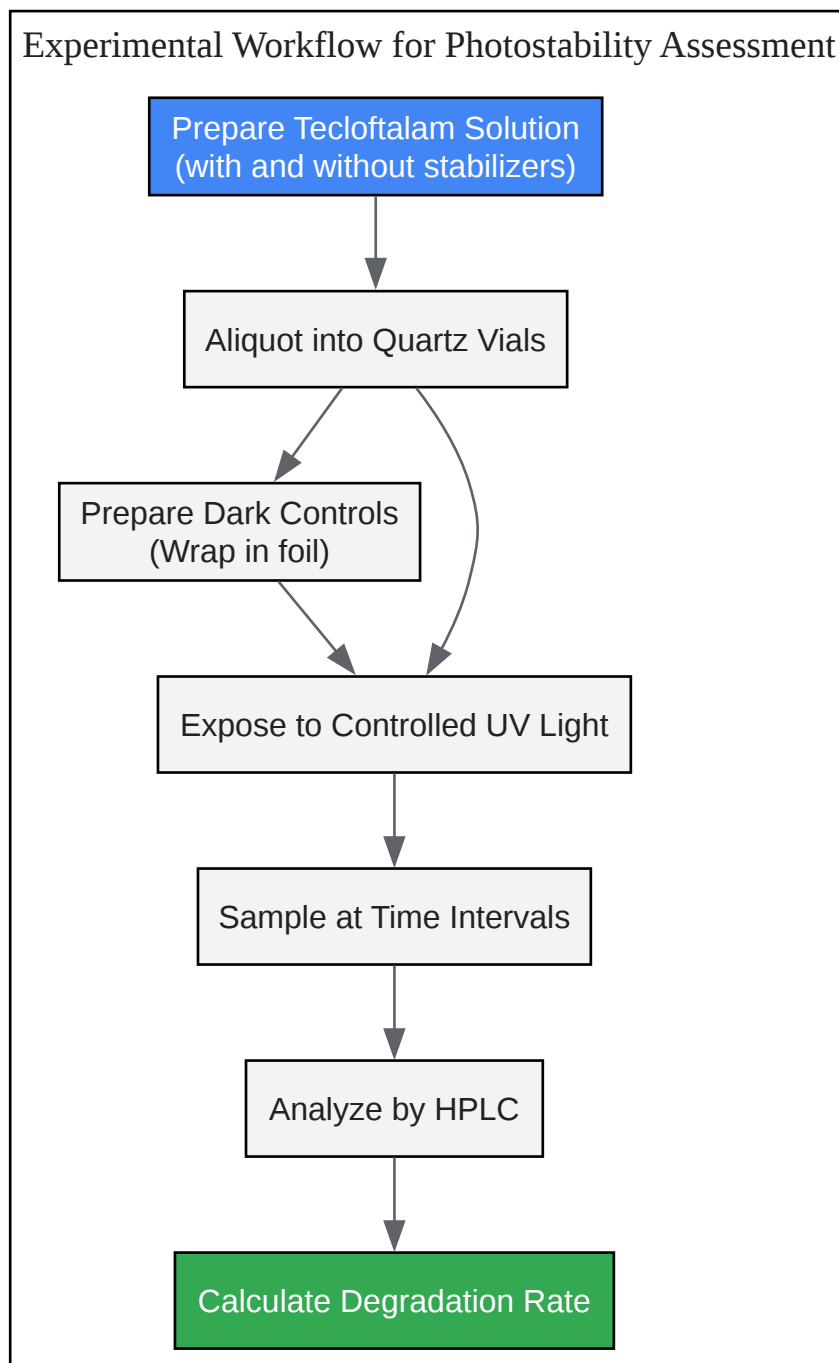 Experimental Workflow for Photostability Assessment
Prepare Tecloftalam Solution
(with and without stabilizers)
Aliquot into Quartz Vials
Prepare Dark Controls
(Wrap in foil)
Expose to Controlled UV Light
Sample at Time Intervals
Analyze by HPLC
Calculate Degradation Rate